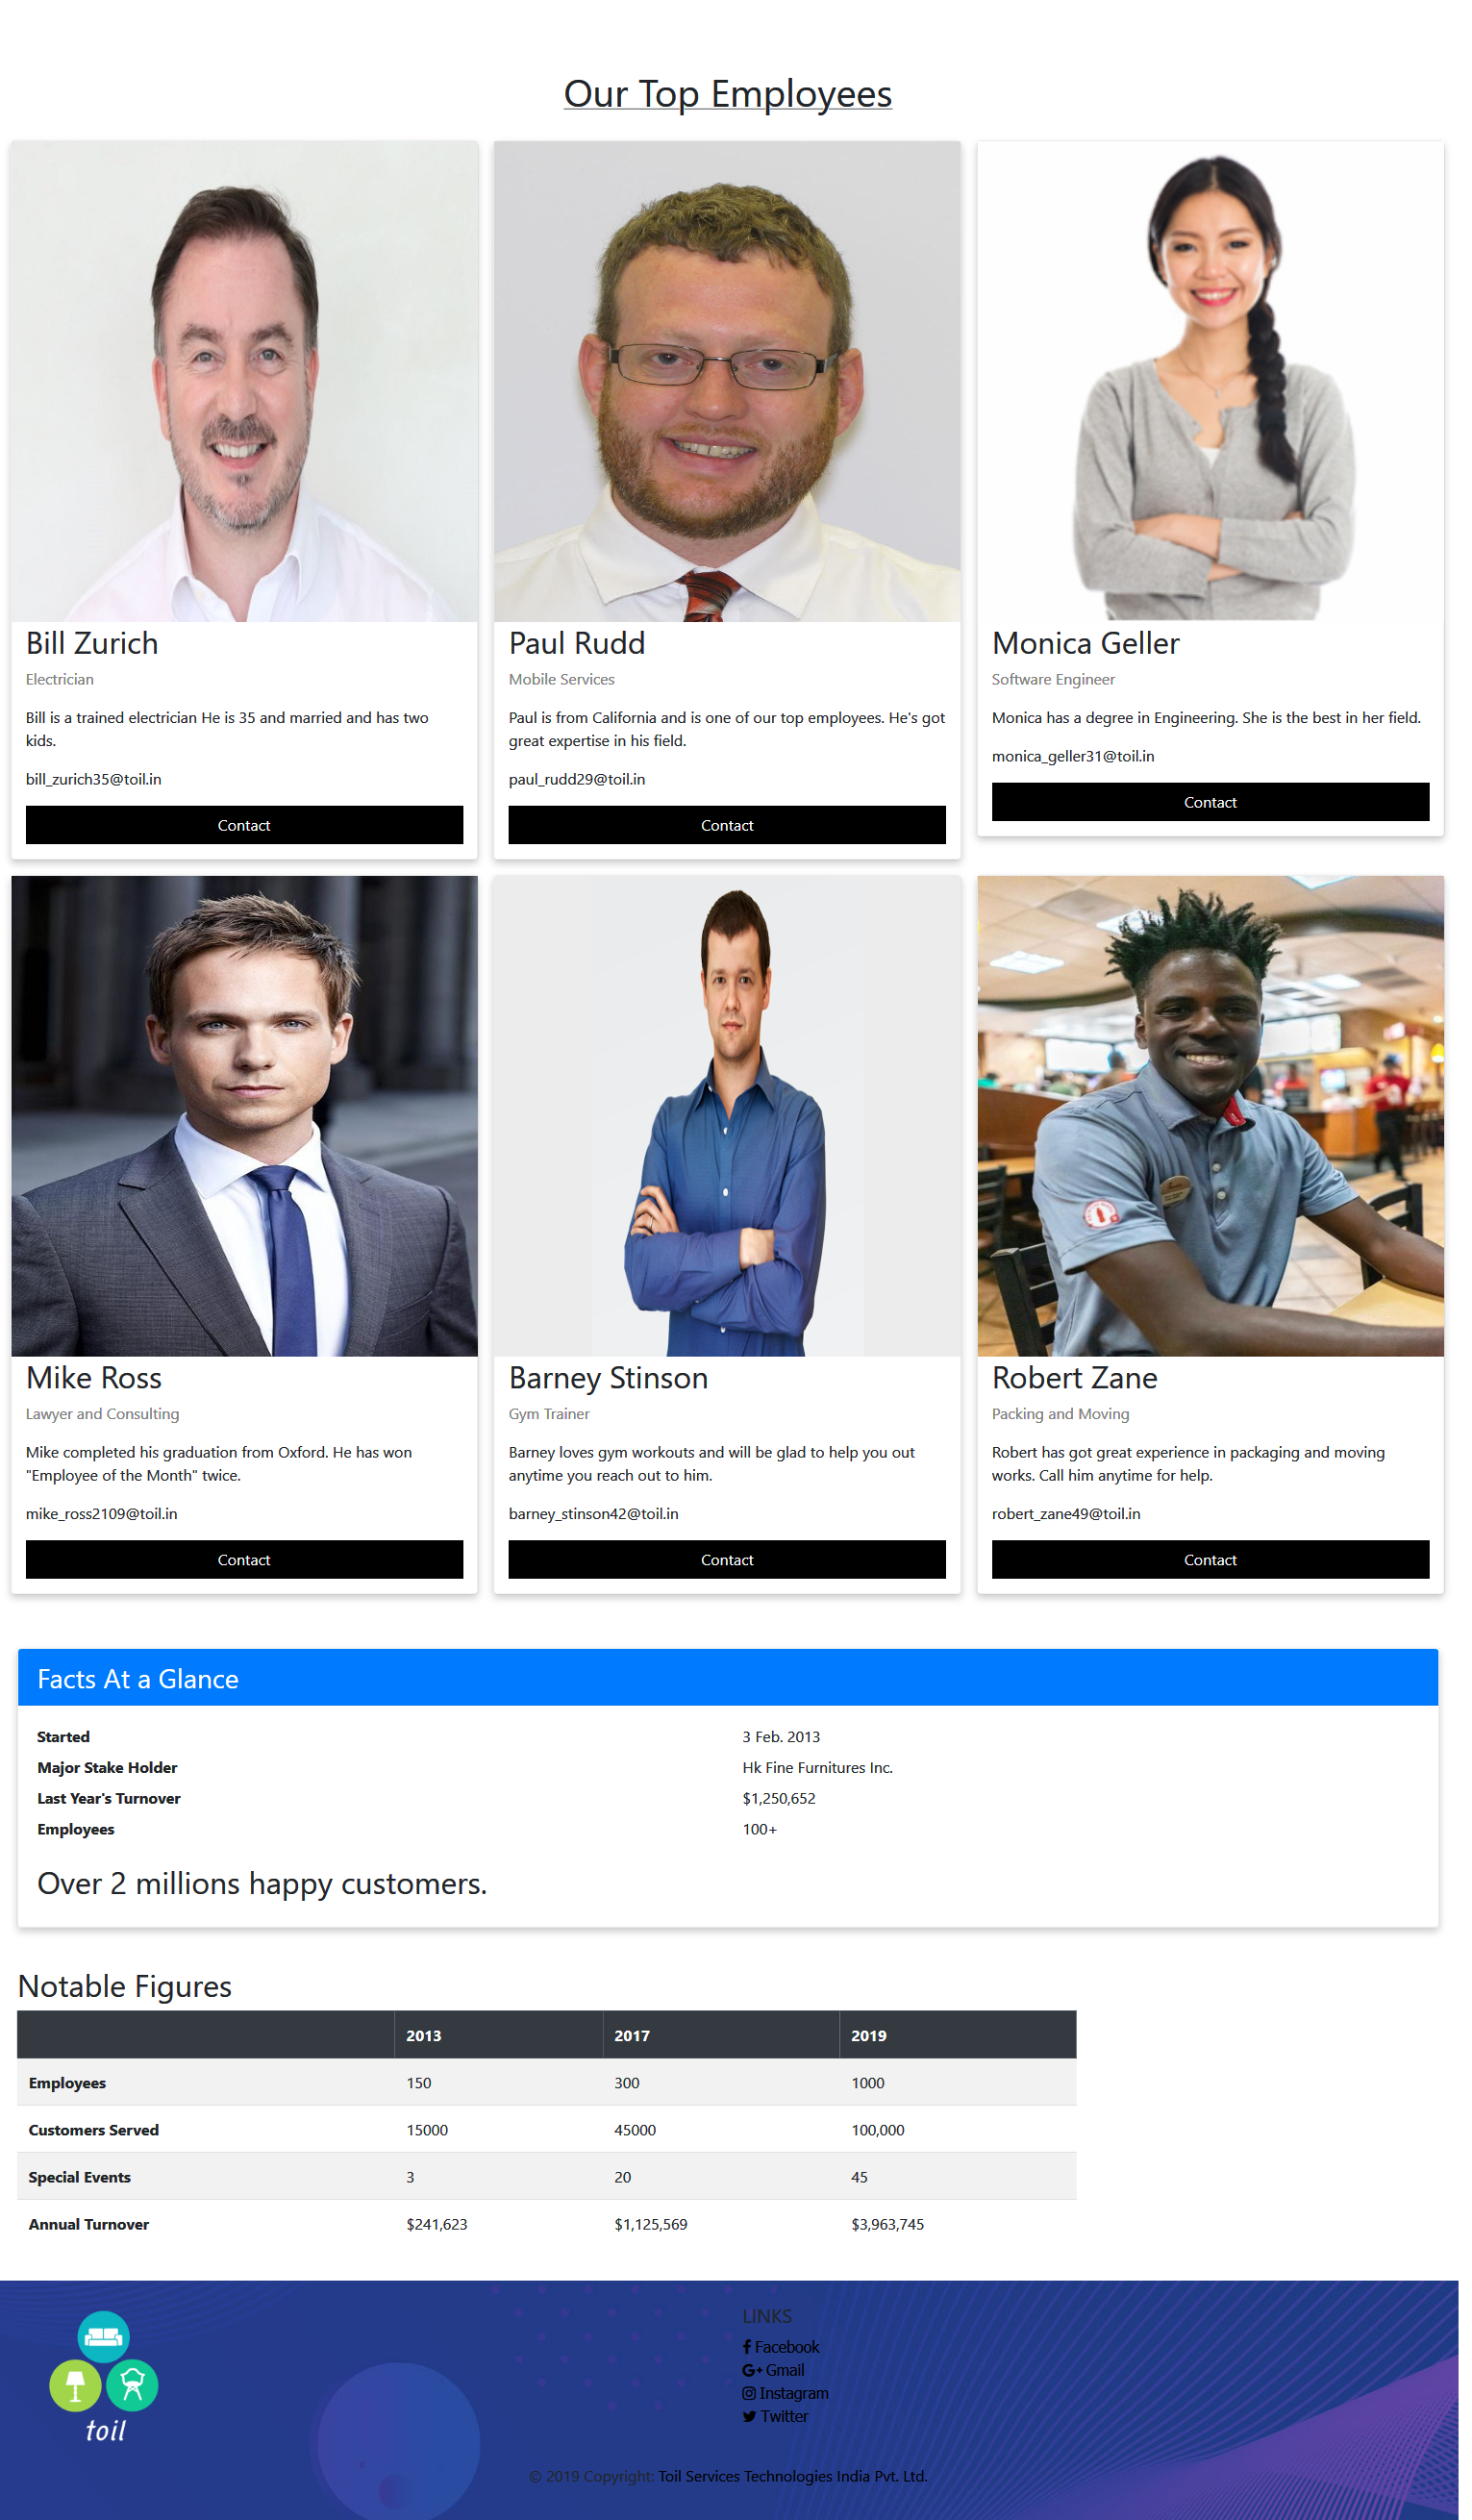 Our Top Employees
Bill Zurich
Electrician
Bill is a trained electrician He is 35 and married and has two
kids.
bill_zurich35@toil.in
Contact
Paul Rudd
Mobile Services
Paul is from California and is one of our top employees. He's got
great expertise in his field.
paul_rudd29@toil.in
Contact
Monica Geller
Software Engineer
Monica has a degree in Engineering. She is the best in her field.
monica_geller31@toil.in
Contact
Mike Ross
Lawyer and Consulting
Mike completed his graduation from Oxford. He has won
"Employee of the Month" twice.
mike_ross2109@toil.in
Contact
Barney Stinson
Gym Trainer
Barney loves gym workouts and will be glad to help you out
anytime you reach out to him.
barney_stinson42@toil.in
Contact
Robert Zane
Packing and Moving
Robert has got great experience in packaging and moving
works. Call him anytime for help.
robert_zane49@toil.in
Contact
Facts At a Glance
Started 3 Feb. 2013
Major Stake Holder Hk Fine Furnitures Inc.
Last Year's Turnover $1,250,652
Employees 100+
Over 2 millions happy customers.
Notable Figures
2013 2017 2019
Employees 150 300 1000
Customers Served 15000 45000 100,000
Special Events 3 20 45
Annual Turnover $241,623 $1,125,569 $3,963,745
toil
LINKS
Facebook
G+ Gmail
Instagram
Twitter
© 2019 Copyright: Toil Services Technologies India Pvt. Ltd.